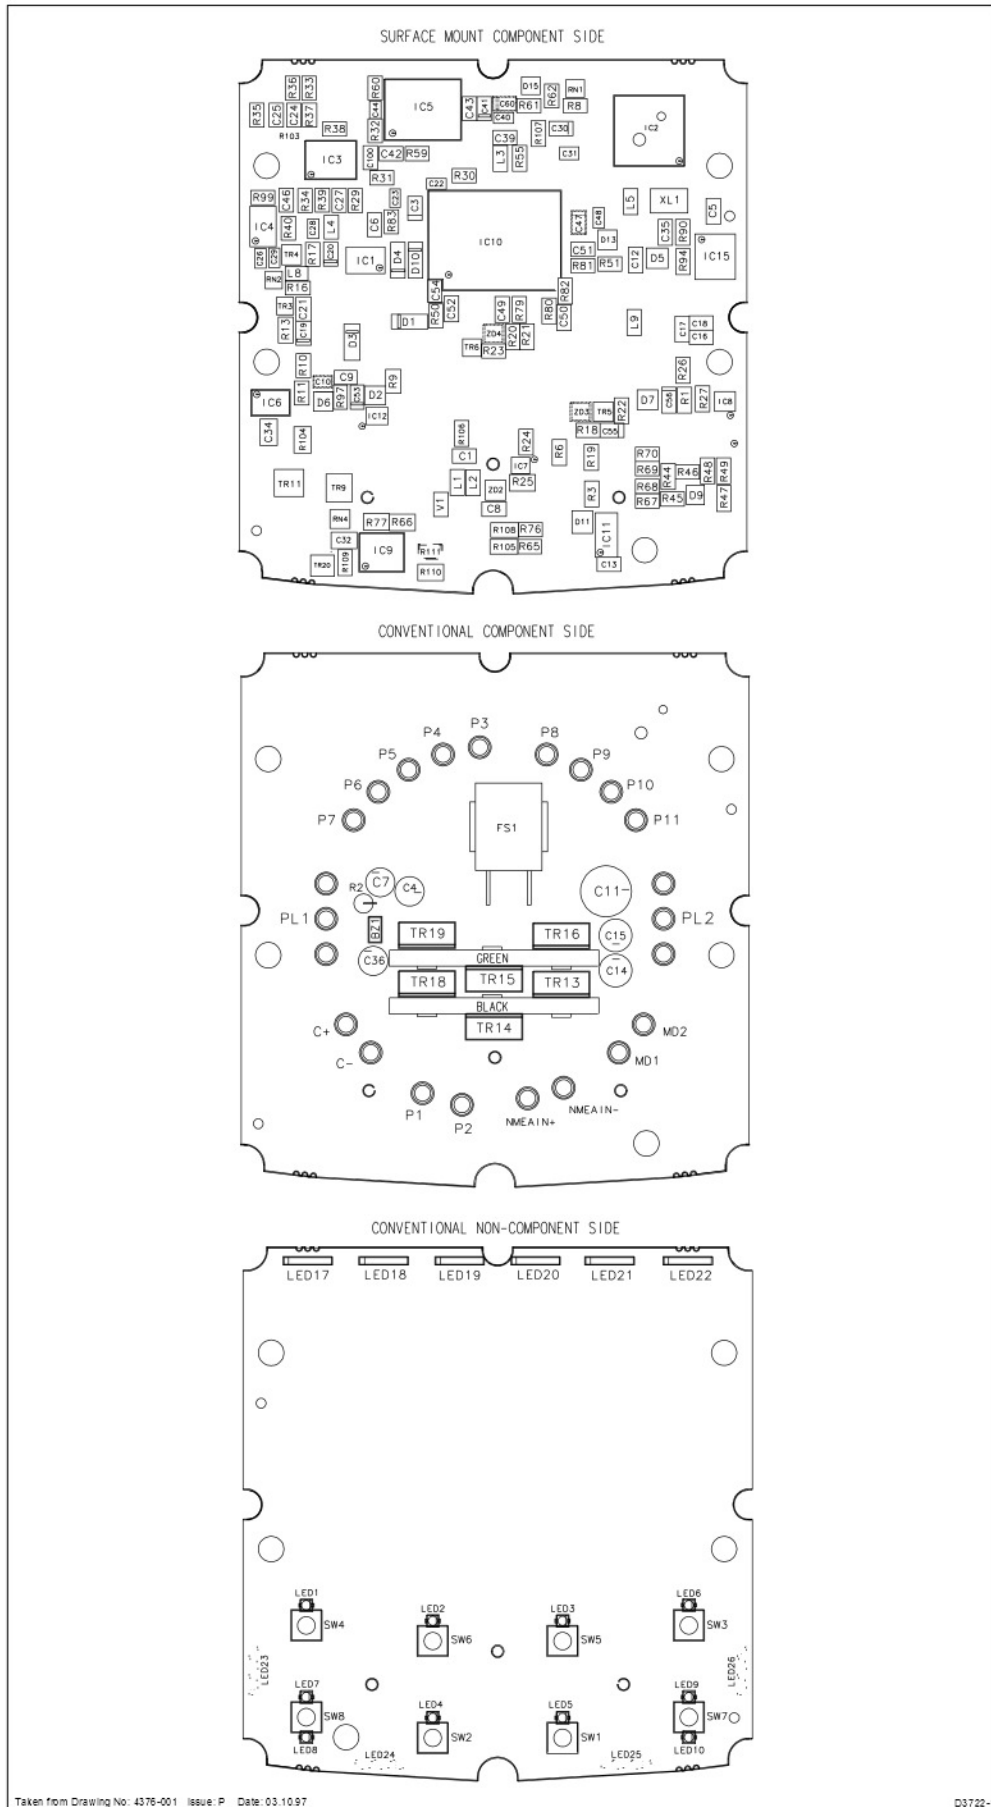 SURFACE MOUNT COMPONENT SIDE
R36 R33 R60 IC5 C43 C41 C60 D15 R62 RN1
R35 C25 C24 R37 C44 C40 R61 R8 IC2
R103 R38 R32 C39 R107 C30
IC3 C100 C42 R59 L3 R55 C31
R31 C22 R30
R99 C46 R34 R39 C27 R29 C23 C3 L5 XL1 C5
IC4 R40 C28 L4 C6 R83 IC10 C47 C48 D13 C35 R90
C26 C29 TR4 R17 C20 IC1 D4 D10 C51 C12 D5 R94 IC15
RN2 L8 R81 R51
R16 C54 R82
TR3 C21 R50 C52 C49 R79 R80 C50
R13 C19 D3 D1 ZD4 R20 R21 L9 C17 C18
TR6 R23 C16
R10 C10 C9 R9 R26
R11 D6 R97 C53 D2 D7 C56 R1 R27 IC8
IC6 IC12 ZD3 TR5 R22
C34 R104 R106 R24 R18 C55
C1 R6 R19 R70
TR11 TR9 L1 L2 IC7 R69 R44 R46 R48 R49
R25 R68
V1 ZD2 R3 R67 R45 D9 R47
RN4 R77 R66 C8 D11 IC11
C32 R108 R76
TR20 R109 IC9 R111 R105 R65
R110 C13
CONVENTIONAL COMPONENT SIDE
P3
P4 P8
P5 P9
P6 P10
P7 FS1 P11
R2 C7 C4 C11
PL1 PL2
BZ1 TR19 TR16 C15
C36 GREEN C14
TR18 TR15 TR13
BLACK
C+ TR14 MD2
C- MD1
P1 P2 NMEAIN+ NMEAIN-
CONVENTIONAL NON-COMPONENT SIDE
LED17 LED18 LED19 LED20 LED21 LED22
LED1 LED2 LED3 LED6
SW4 SW6 SW5 SW3
LED23 LED26
LED7 LED4 LED5 LED9
SW8 SW2 SW1 SW7
LED8 LED24 LED25 LED10
Taken from Drawing No: 4376-001 Issue: P Date: 03.10.97
D3722-